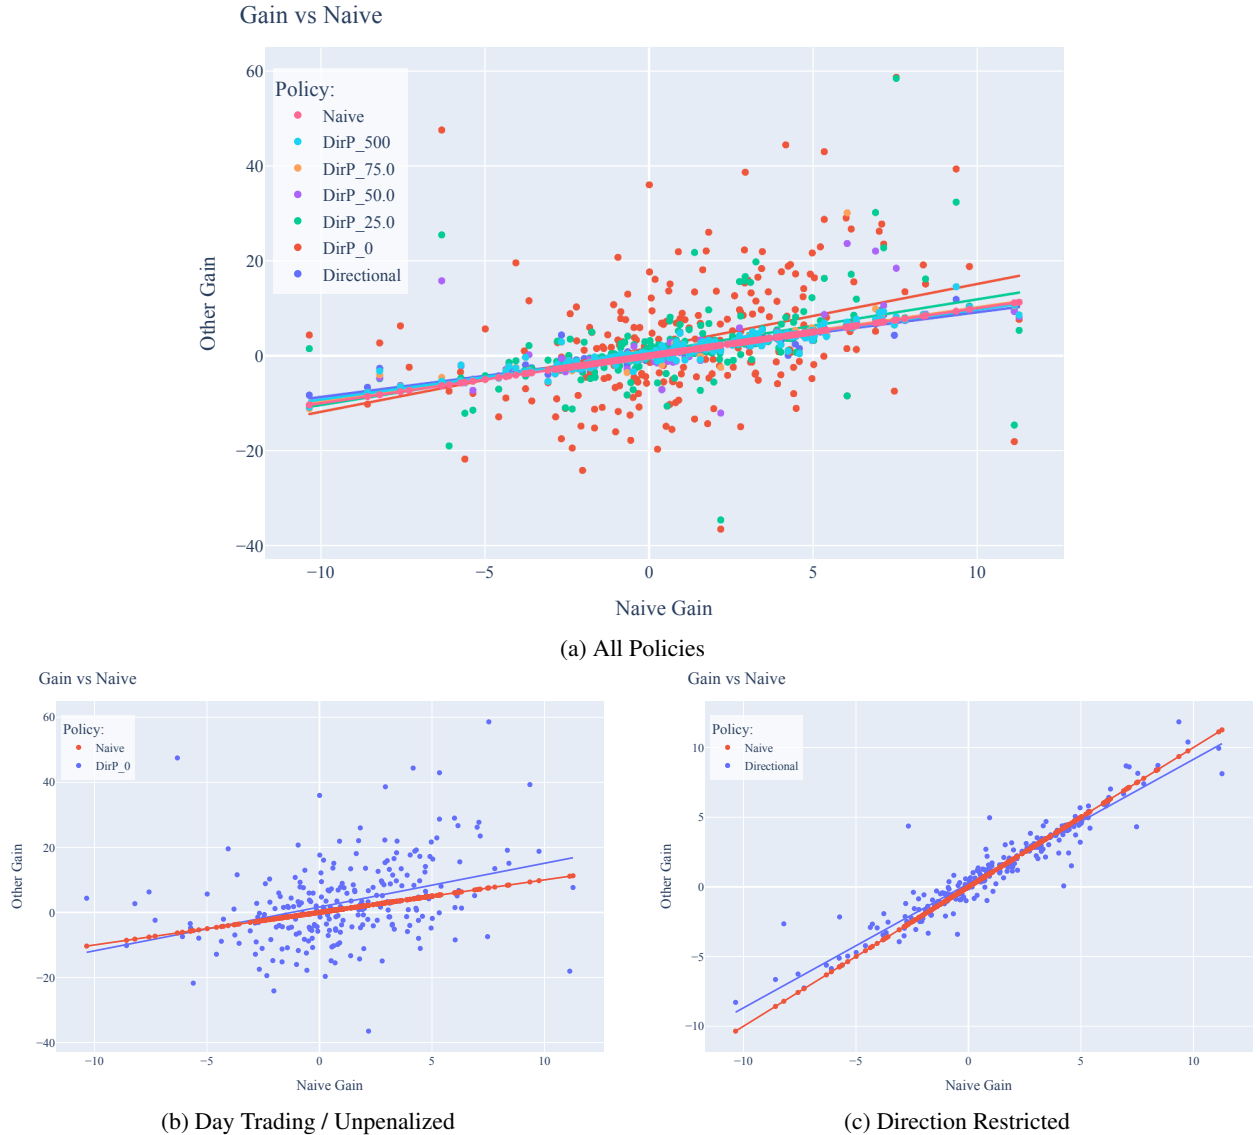 Gain vs Naive
60
40
20
0
−20
−40
Other Gain
Policy:
Naive
DirP_500
DirP_75.0
DirP_50.0
DirP_25.0
DirP_0
Directional
−10
−5
0
5
10
Naive Gain
(a) All Policies
Gain vs Naive
60
40
20
0
−20
−40
Other Gain
Policy:
Naive
DirP_0
−10
−5
0
5
10
Naive Gain
(b) Day Trading / Unpenalized
Gain vs Naive
10
5
0
−5
−10
Other Gain
Policy:
Naive
Directional
−10
−5
0
5
10
Naive Gain
(c) Direction Restricted